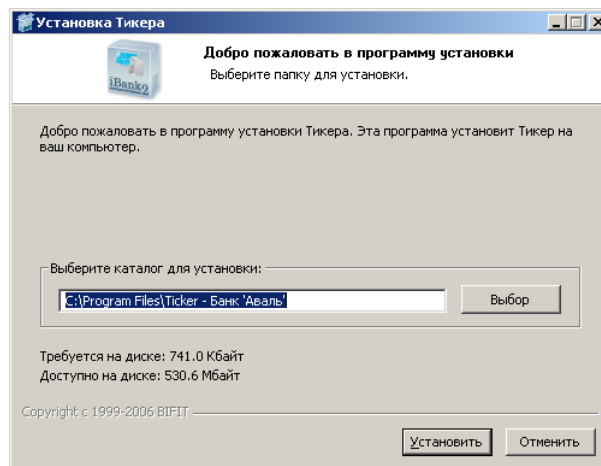 Установка Тикера
iBank2
Добро пожаловать в программу установки
Выберите папку для установки.
Добро пожаловать в программу установки Тикера. Эта программа установит Тикер на
ваш компьютер.
Выберите каталог для установки:
C:\Program Files\Ticker - Банк 'Аваль'
Выбор
Требуется на диске: 741.0 Кбайт
Доступно на диске: 530.6 Мбайт
Copyright c 1999-2006 BIFIT
Установить
Отменить